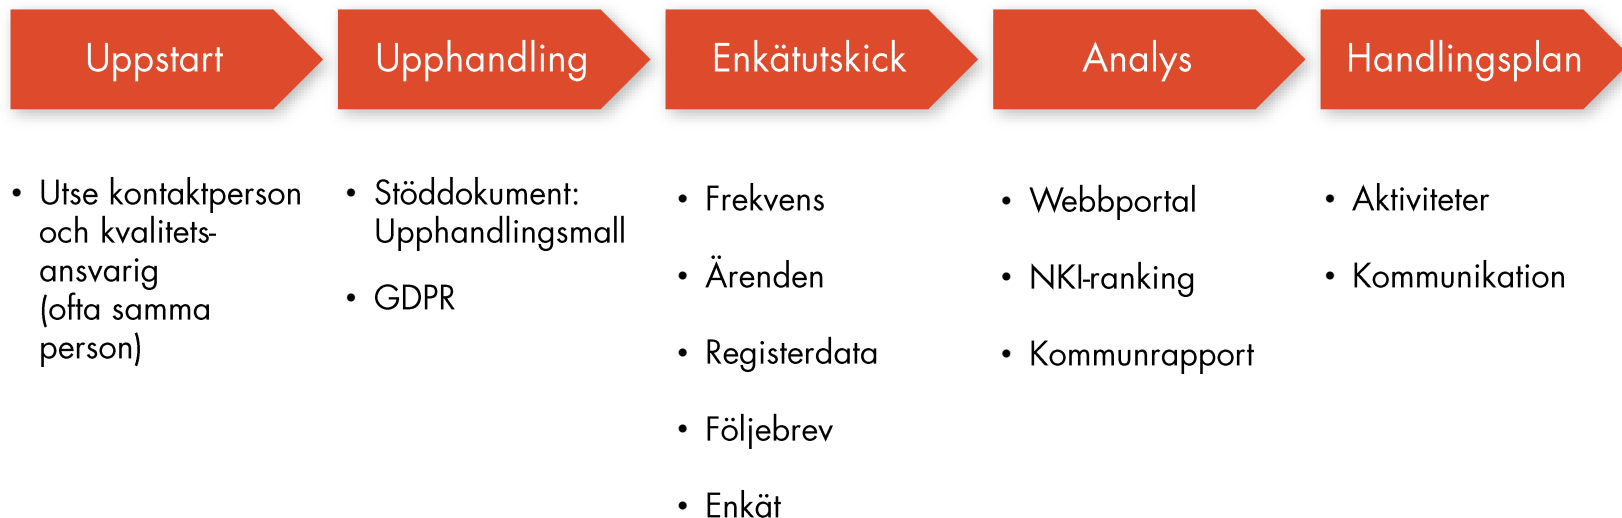 Uppstart
Upphandling
Enkätutskick
Analys
Handlingsplan
• Utse kontaktperson
och kvalitets-
ansvarig
(ofta samma
person)
• Stöddokument:
Upphandlingsmall
• GDPR
• Frekvens
• Ärenden
• Registerdata
• Följebrev
• Enkät
• Webbportal
• NKI-ranking
• Kommunrapport
• Aktiviteter
• Kommunikation